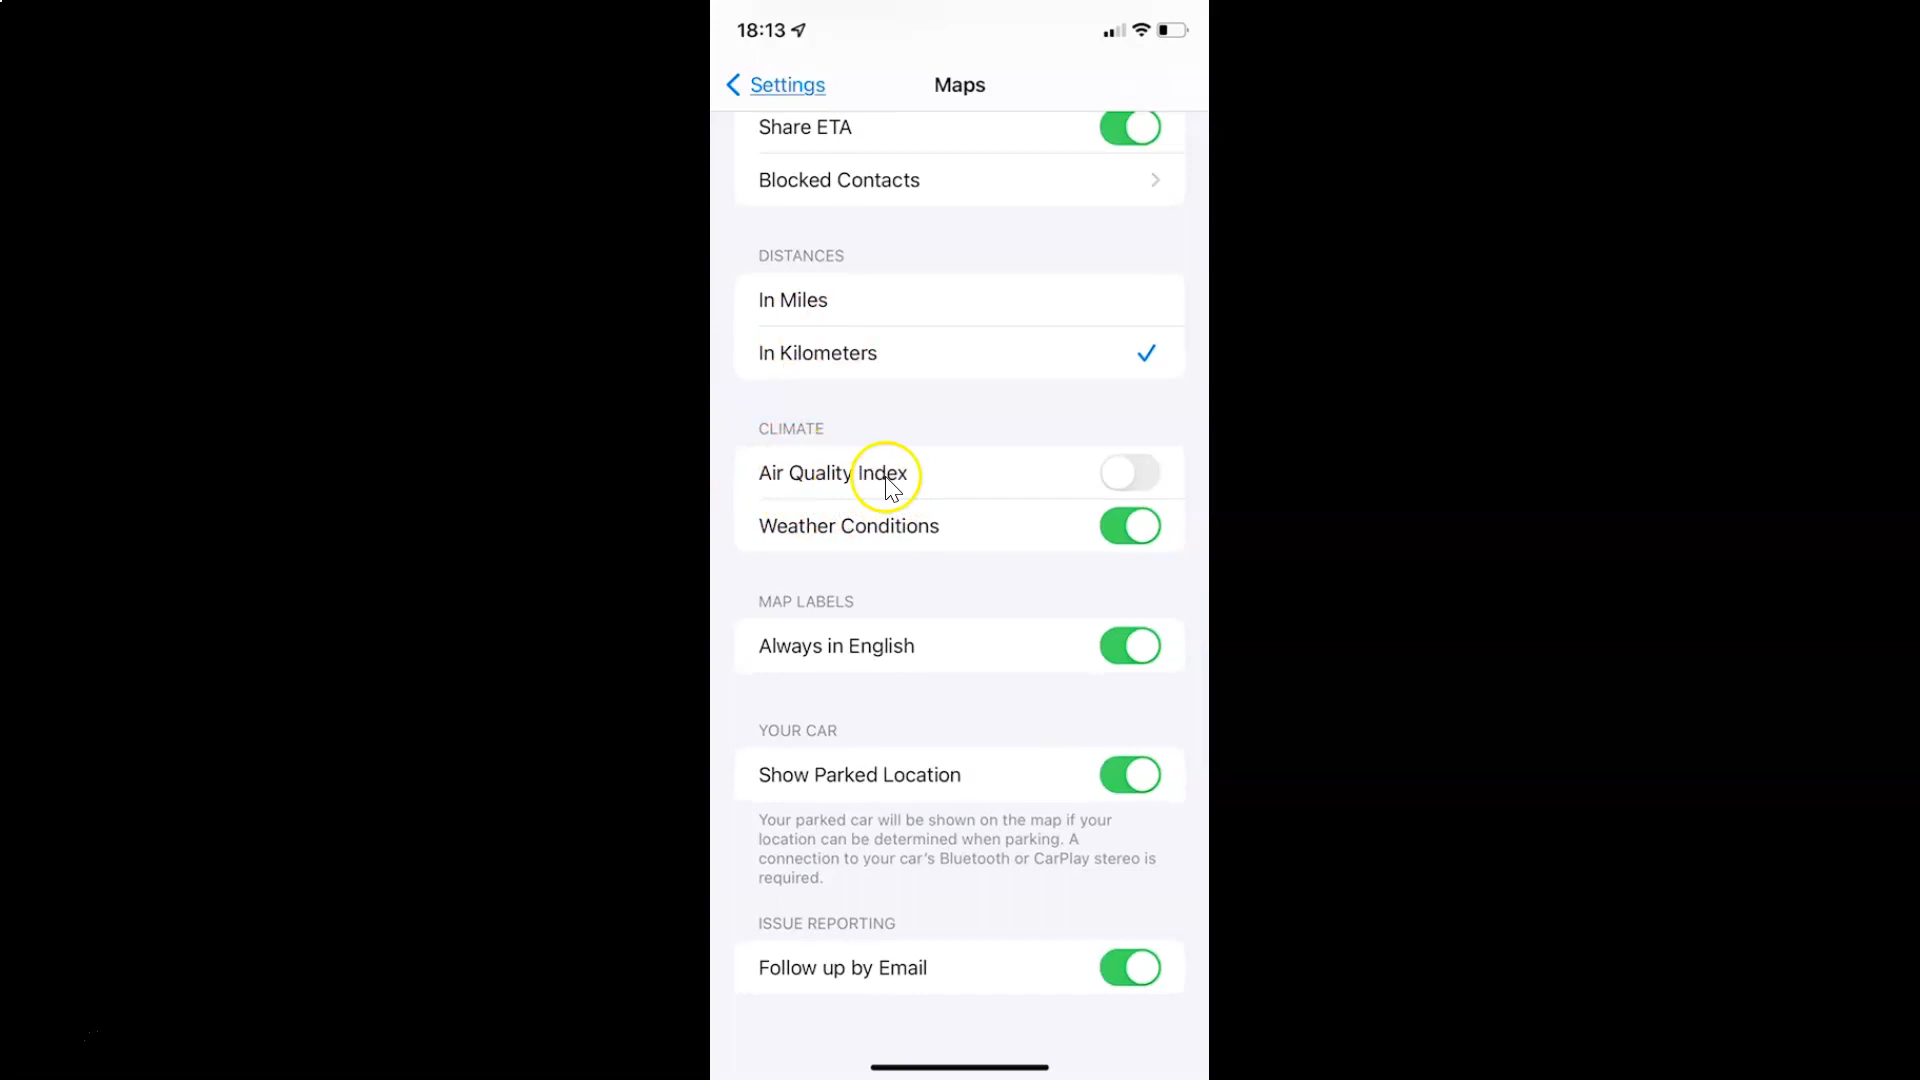 18:13
Settings
Maps
Share ETA
Blocked Contacts
DISTANCES
In Miles
In Kilometers
CLIMATE
Air Quality Index
Weather Conditions
MAP LABELS
Always in English
YOUR CAR
Show Parked Location
Your parked car will be shown on the map if your
location can be determined when parking. A
connection to your car's Bluetooth or CarPlay stereo is
required.
ISSUE REPORTING
Follow up by Email